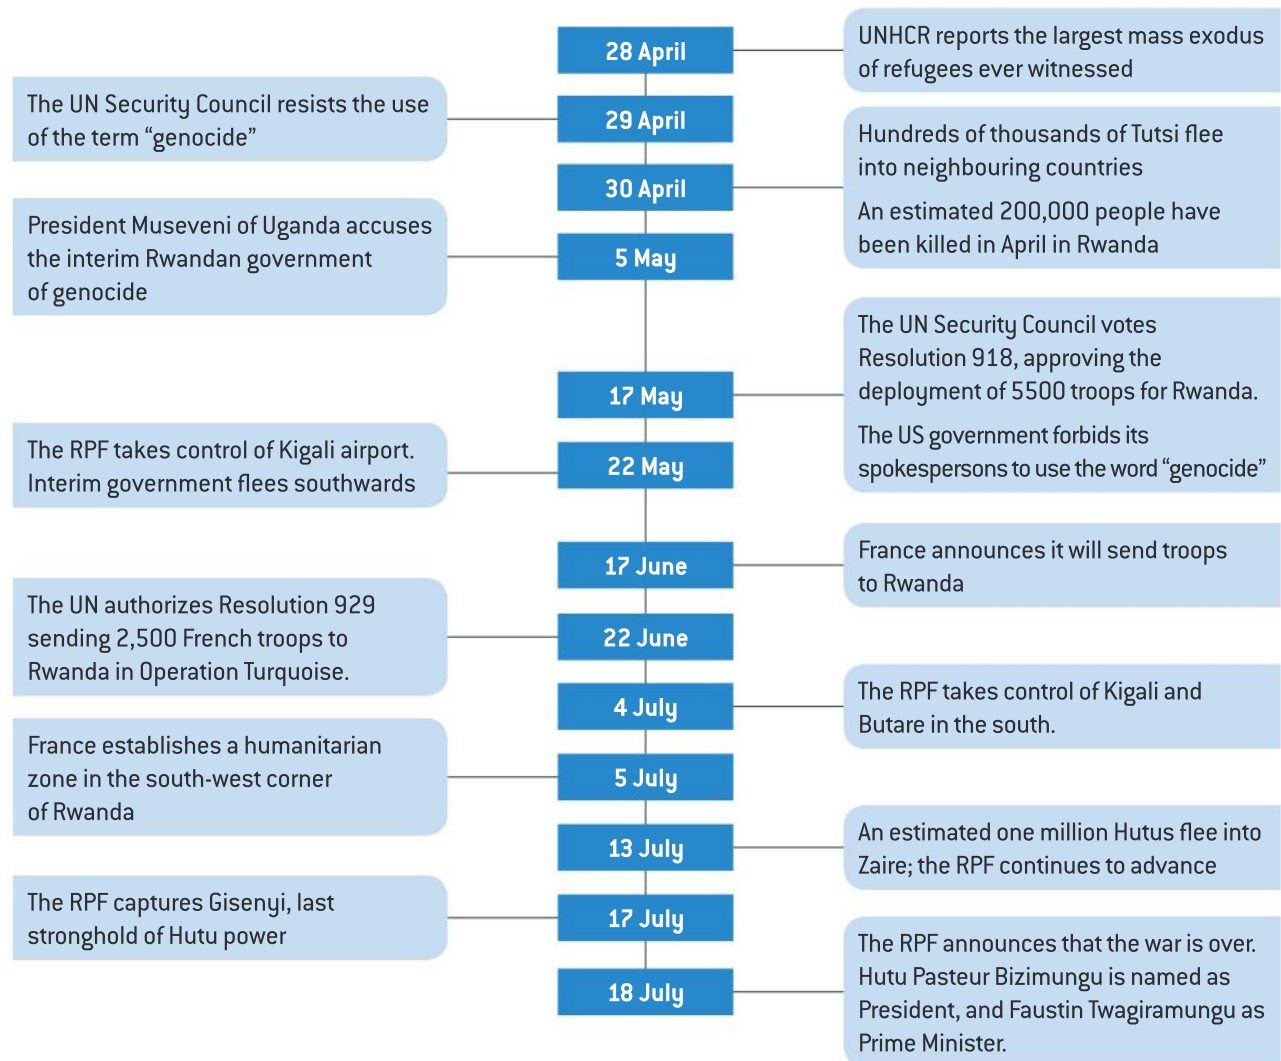 28 April
UNHCR reports the largest mass exodus
of refugees ever witnessed
29 April
The UN Security Council resists the use
of the term “genocide”
30 April
Hundreds of thousands of Tutsi flee
into neighbouring countries
An estimated 200,000 people have
been killed in April in Rwanda
5 May
President Museveni of Uganda accuses
the interim Rwandan government
of genocide
17 May
The UN Security Council votes
Resolution 918, approving the
deployment of 5500 troops for Rwanda.
The US government forbids its
spokespersons to use the word “genocide”
22 May
The RPF takes control of Kigali airport.
Interim government flees southwards
17 June
France announces it will send troops
to Rwanda
22 June
The UN authorizes Resolution 929
sending 2,500 French troops to
Rwanda in Operation Turquoise.
4 July
The RPF takes control of Kigali and
Butare in the south.
5 July
France establishes a humanitarian
zone in the south-west corner
of Rwanda
13 July
An estimated one million Hutus flee into
Zaire; the RPF continues to advance
17 July
The RPF captures Gisenyi, last
stronghold of Hutu power
18 July
The RPF announces that the war is over.
Hutu Pasteur Bizimungu is named as
President, and Faustin Twagiramungu as
Prime Minister.